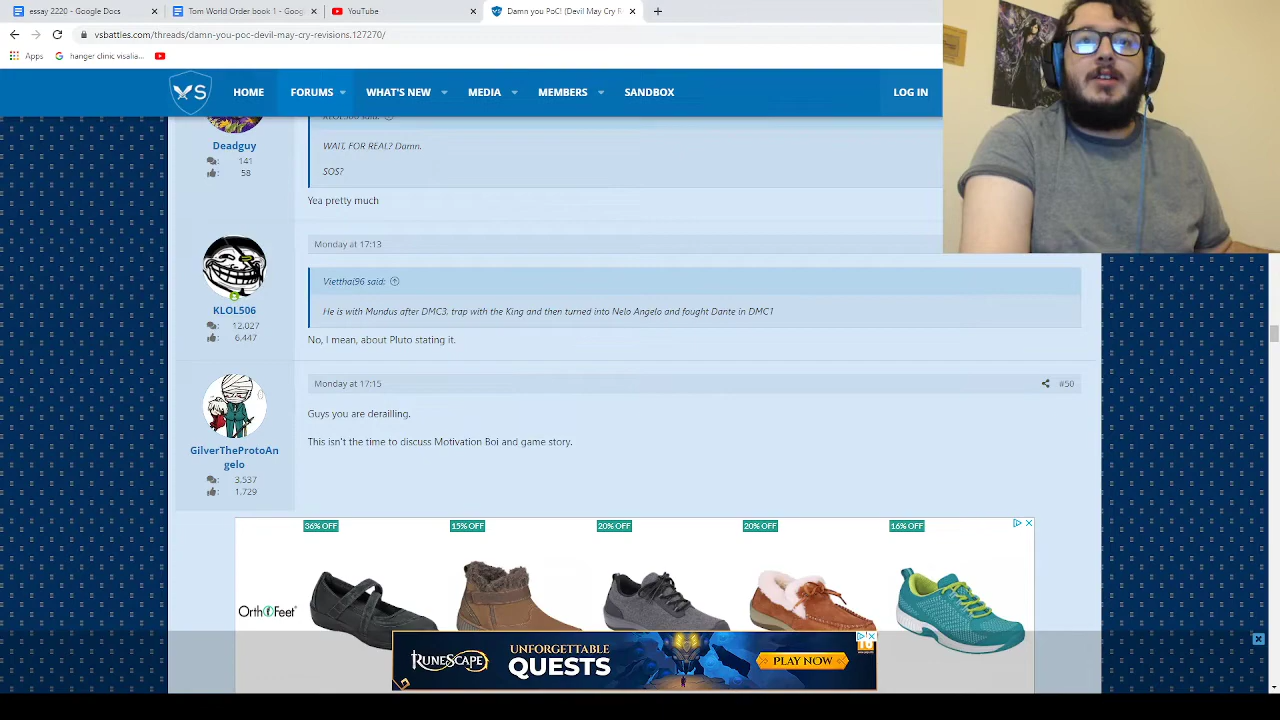 essay 2220 - Google Docs
Tom World Order book 1 - Goog
YouTube
Damn you PoC! (Devil May Cry R
vsbattles.com/threads/damn-you-poc-devil-may-cry-revisions.127270/
Apps
hanger clinic visalia...
VS
HOME
FORUMS
WHAT'S NEW
MEDIA
MEMBERS
SANDBOX
LOG IN
KLOL506 said:
WAIT, FOR REAL? Damn.
SOS?
Deadguy
141
58
Yea pretty much
Monday at 17:13
Vietthai96 said:
He is with Mundus after DMC3. trap with the King and then turned into Nelo Angelo and fought Dante in DMC1
KLOL506
12,027
6,447
No, I mean, about Pluto stating it.
Monday at 17:15
#50
Guys you are derailling.
This isn't the time to discuss Motivation Boi and game story.
GilverTheProtoAn
gelo
3,537
1,729
36% OFF
15% OFF
20% OFF
20% OFF
16% OFF
OrthoFeet
RUNESCAPE
UNFORGETTABLE
QUESTS
PLAY NOW